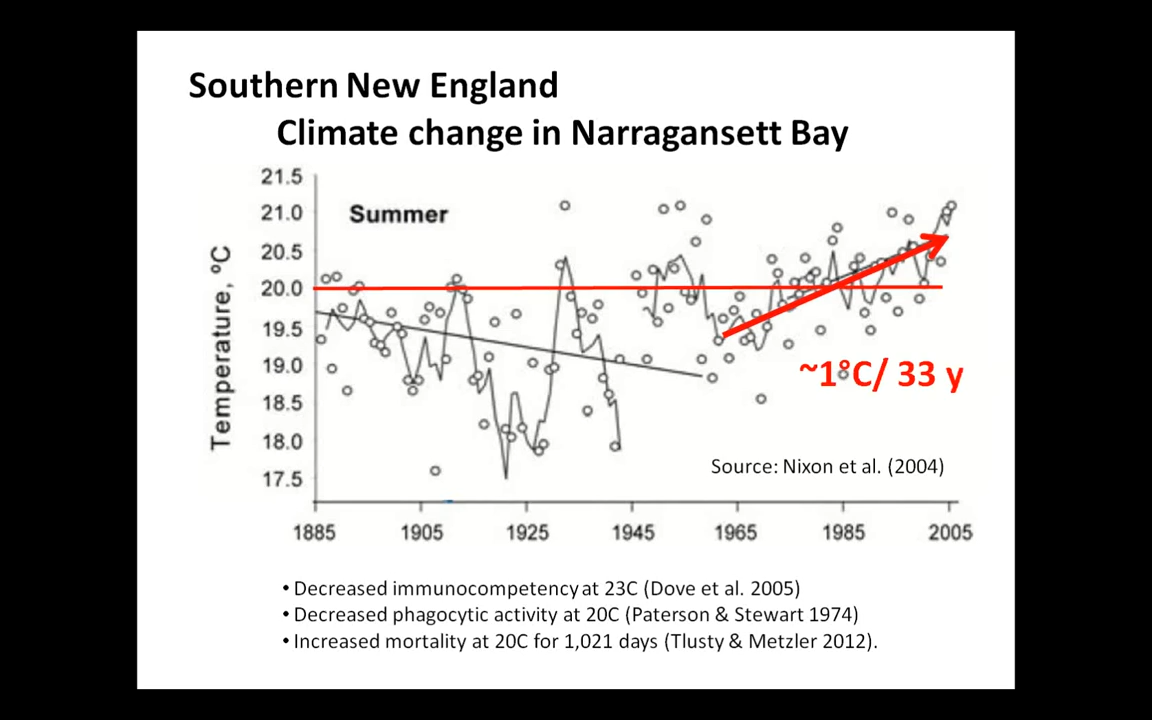 Southern New England
Climate change in Narragansett Bay
21.5
21.0
20.5
20.0
19.5
19.0
18.5
18.0
17.5
Temperature, ºC
Summer
~1°C/ 33 y
Source: Nixon et al. (2004)
1885 1905 1925 1945 1965 1985 2005
• Decreased immunocompetency at 23C (Dove et al. 2005)
• Decreased phagocytic activity at 20C (Paterson & Stewart 1974)
• Increased mortality at 20C for 1,021 days (Tlusty & Metzler 2012).